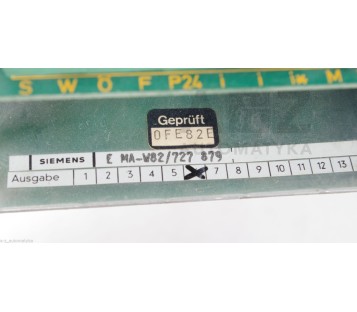 S W Ö F P24 i i i* M
Geprüft
OFE82E
SIEMENS E MA-W82/727 879
Ausgabe 1 2 3 4 5 7 8 9 10 11 12 13